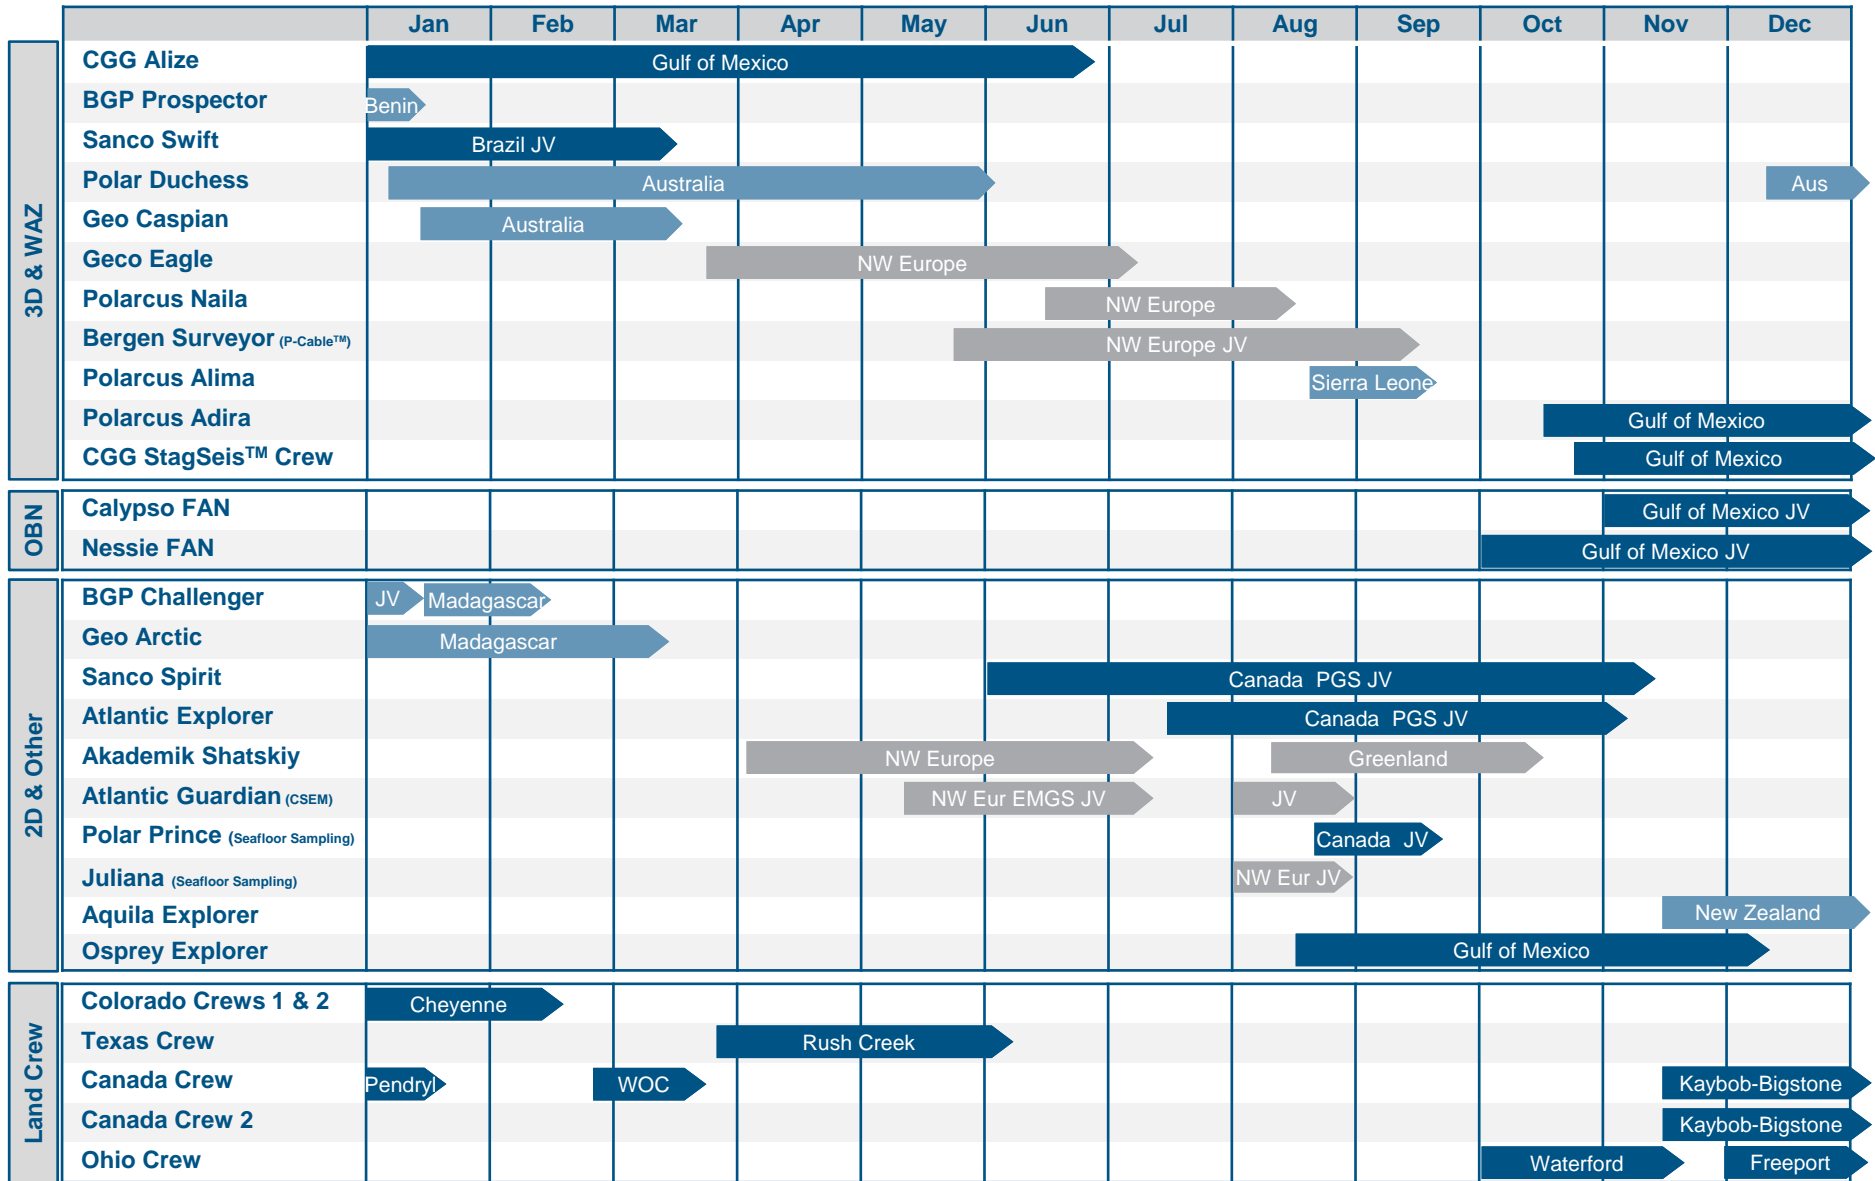 Jan Feb Mar Apr May Jun Jul Aug Sep Oct Nov Dec
3D & WAZ
CGG Alize Gulf of Mexico
BGP Prospector Benin
Sanco Swift Brazil JV
Polar Duchess Australia Aus
Geo Caspian Australia
Geco Eagle NW Europe
Polarcus Naila NW Europe
Bergen Surveyor (P-Cable™) NW Europe JV
Polarcus Alima Sierra Leone
Polarcus Adira Gulf of Mexico
CGG StagSeis™ Crew Gulf of Mexico
OBN
Calypso FAN Gulf of Mexico JV
Nessie FAN Gulf of Mexico JV
2D & Other
BGP Challenger JV Madagascar
Geo Arctic Madagascar
Sanco Spirit Canada PGS JV
Atlantic Explorer Canada PGS JV
Akademik Shatskiy NW Europe Greenland
Atlantic Guardian (CSEM) NW Eur EMGS JV JV
Polar Prince (Seafloor Sampling) Canada JV
Juliana (Seafloor Sampling) NW Eur JV
Aquila Explorer New Zealand
Osprey Explorer Gulf of Mexico
Land Crew
Colorado Crews 1 & 2 Cheyenne
Texas Crew Rush Creek
Canada Crew Pendryl WOC Kaybob-Bigstone
Canada Crew 2 Kaybob-Bigstone
Ohio Crew Waterford Freeport